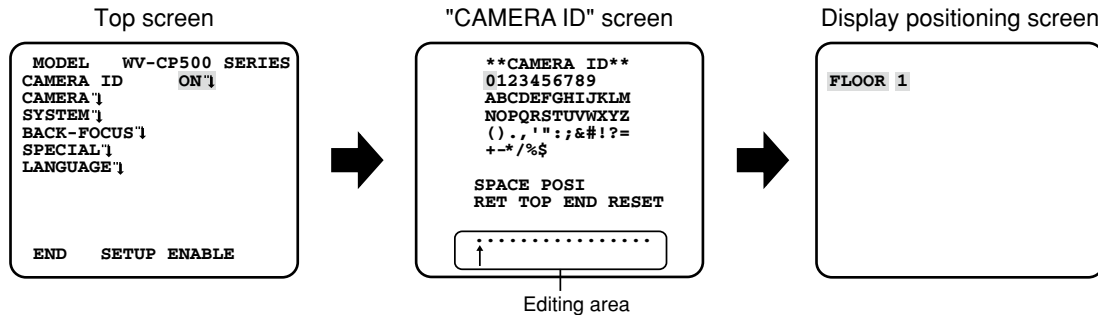 Top screen
MODEL WV-CP500 SERIES
CAMERA ID ON
CAMERA
SYSTEM
BACK-FOCUS
SPECIAL
LANGUAGE
END SETUP ENABLE
"CAMERA ID" screen
**CAMERA ID**
0123456789
ABCDEFGHIJKLM
NOPQRSTUVWXYZ
().,'":;&#!?=
+-*/%$
SPACE POSI
RET TOP END RESET
................
Editing area
Display positioning screen
FLOOR 1